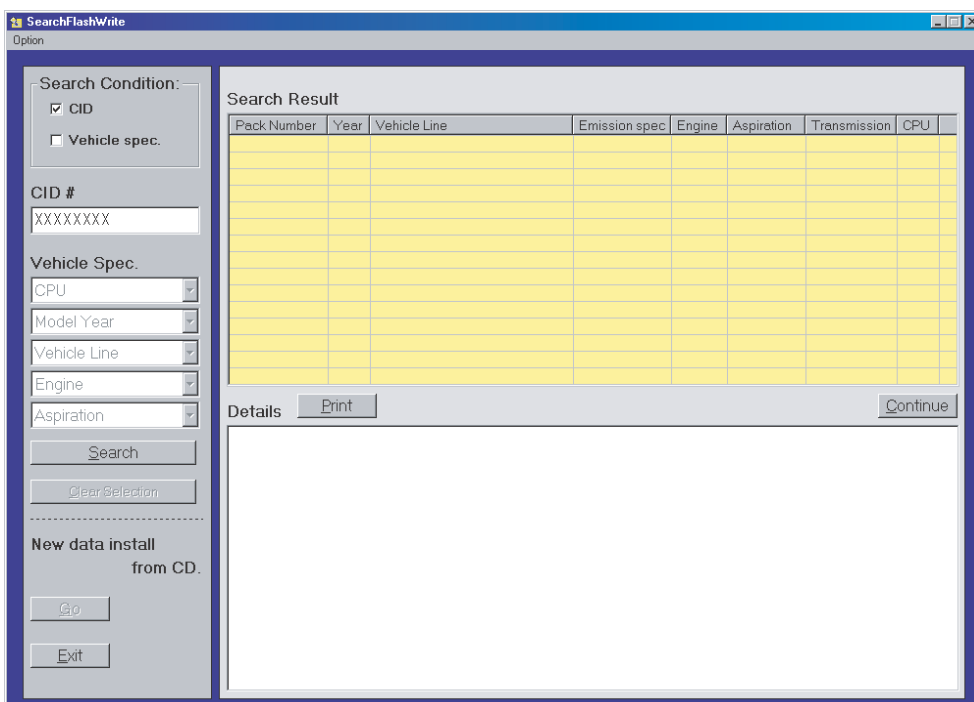 SearchFlashWrite
Option
Search Condition:
CID
Vehicle spec.
CID #
XXXXXXXX
Vehicle Spec.
CPU
Model Year
Vehicle Line
Engine
Aspiration
Search
Clear Selection
New data install
from CD.
Go
Exit
Search Result
Pack Number Year Vehicle Line Emission spec Engine Aspiration Transmission CPU
Details Print Continue